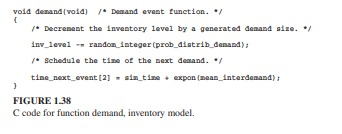 void demand(void)  /* Demand event function. */
{
/* Decrement the inventory level by a generated demand size. */
inv_level -= random_integer(prob_distrib_demand);
/* Schedule the time of the next demand. */
time_next_event[2] = sim_time + expon(mean_interdemand);
}
FIGURE 1.38
C code for function demand, inventory model.